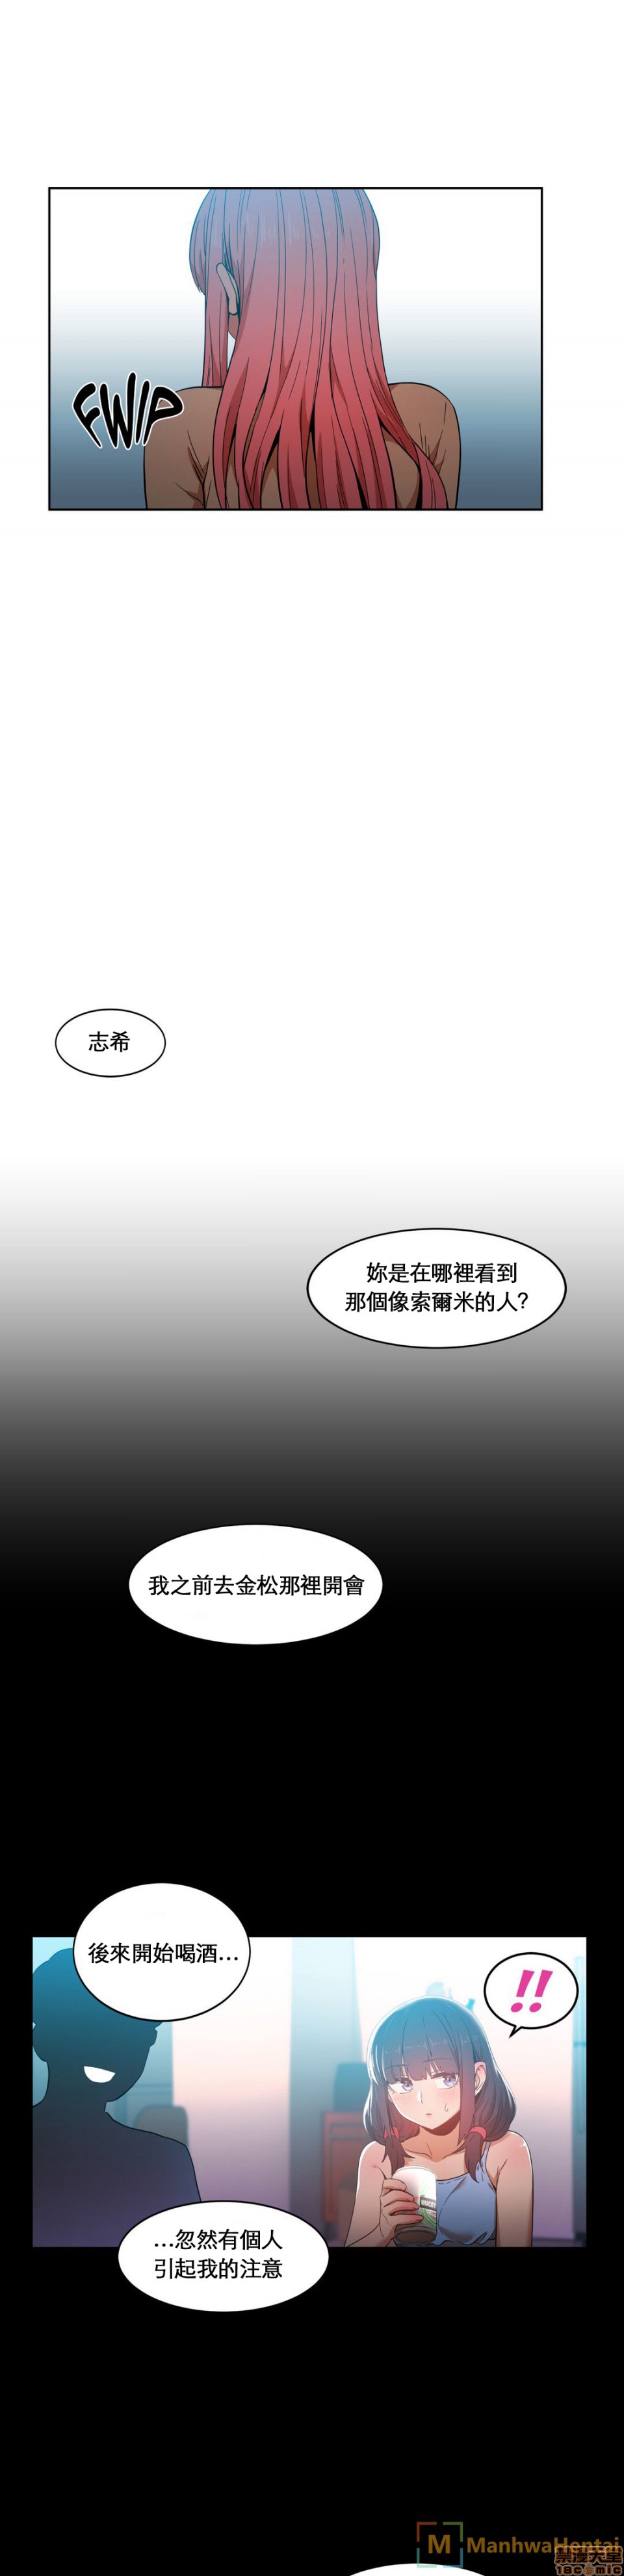 FWIP
志希
妳是在哪裡看到
那個像索爾米的人?
我之前去金松那裡開會
後來開始喝酒...
!!
...忽然有個人
引起我的注意
M ManhwaHentai